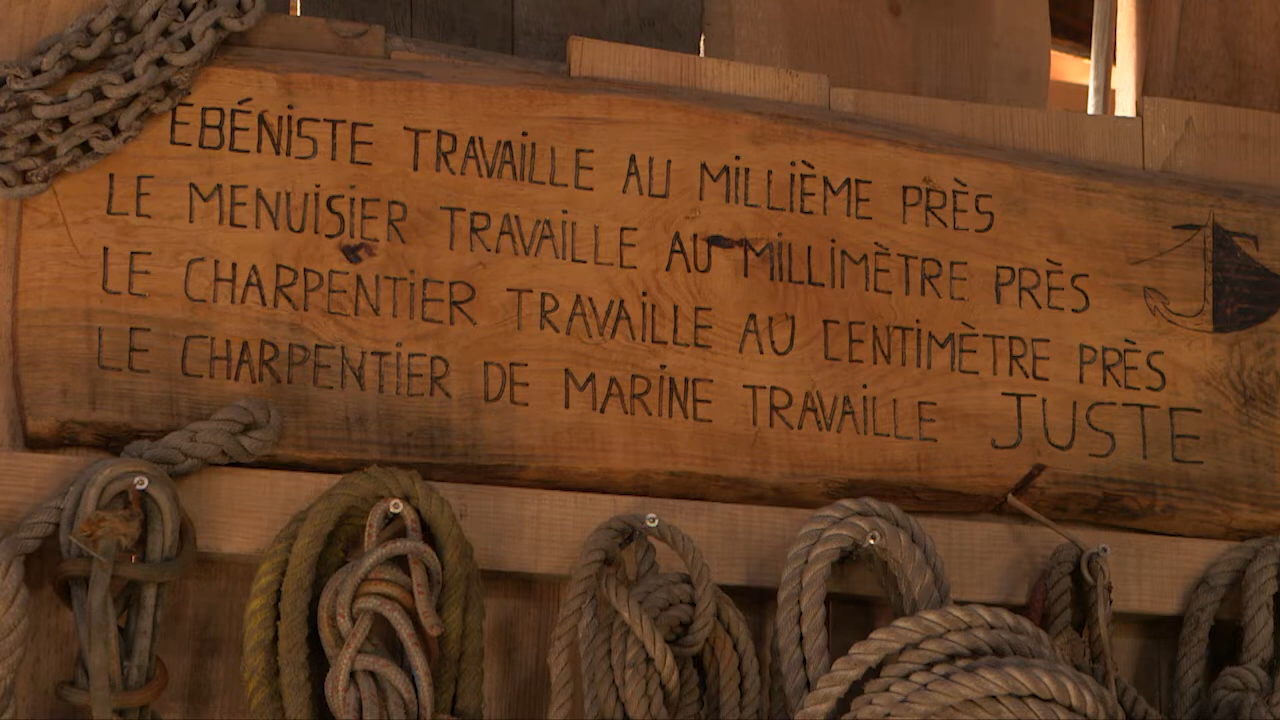 ÉBÉNISTE TRAVAILLE AU MILLIÈME PRÈS
LE MENUISIER TRAVAILLE AU MILLIMÈTRE PRÈS
LE CHARPENTIER TRAVAILLE AU CENTIMÈTRE PRÈS
LE CHARPENTIER DE MARINE TRAVAILLE JUSTE